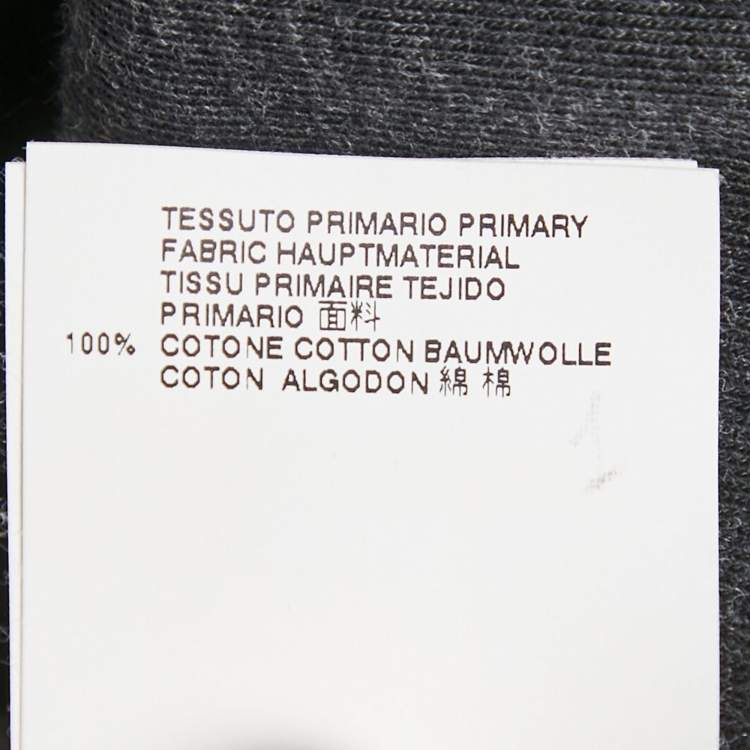 TESSUTO PRIMARIO PRIMARY
FABRIC HAUPTMATERIAL
TISSU PRIMAIRE TEJIDO
PRIMARIO 面料
100% COTONE COTTON BAUMWOLLE
COTON ALGODON 綿 棉